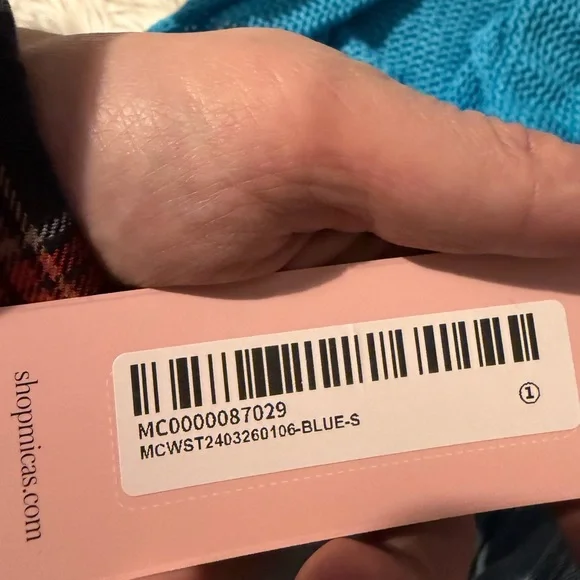 shopmicas.com
MC0000087029
MCWST2403260106-BLUE-S
①